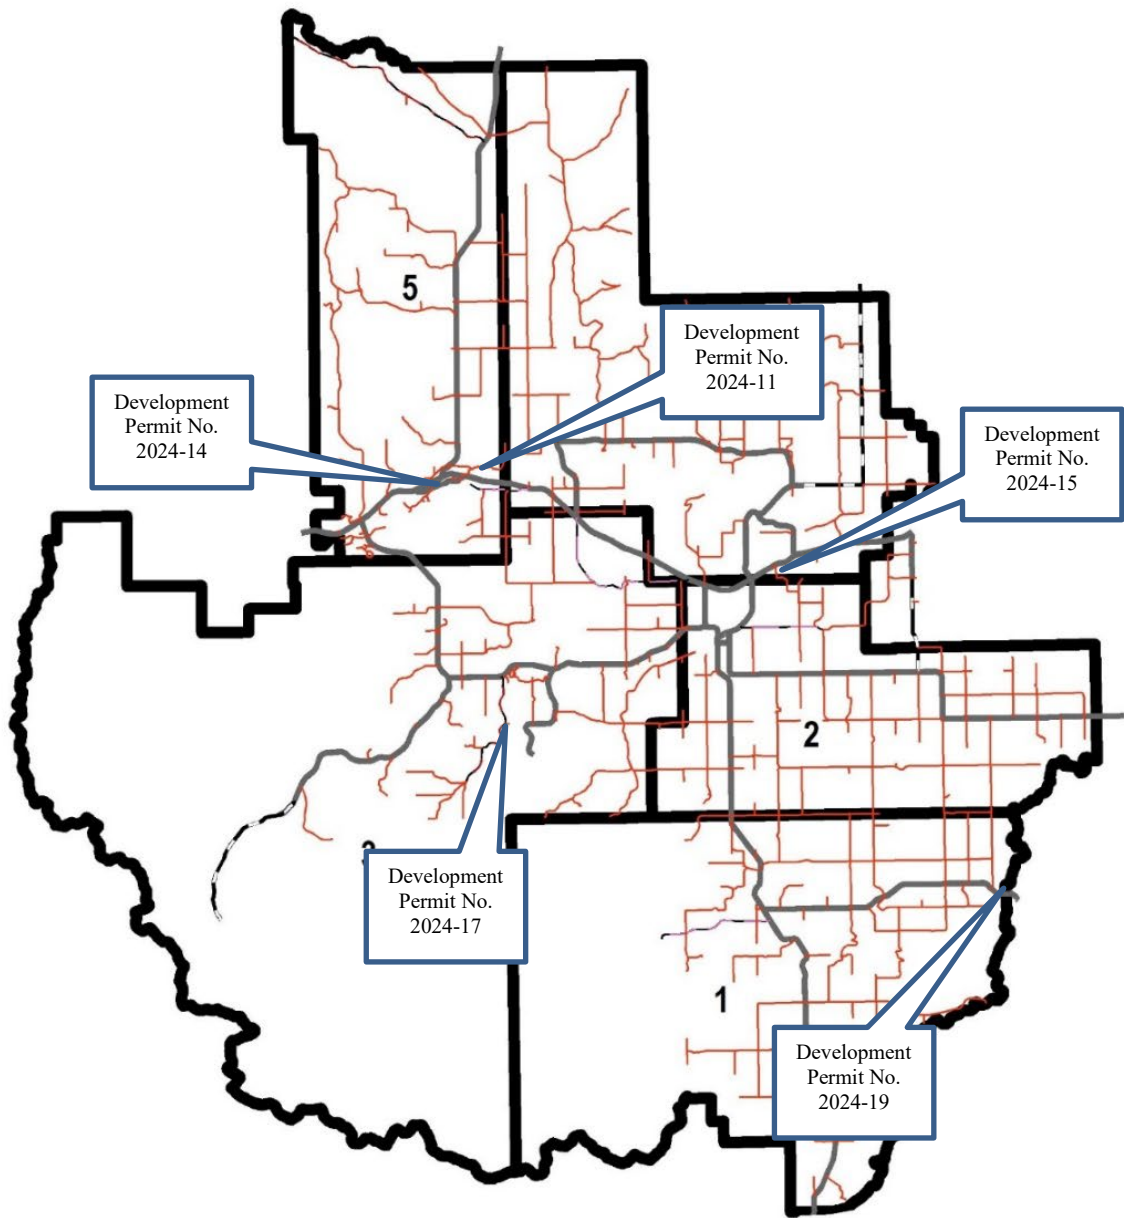 5
Development
Permit No.
2024-11
Development
Permit No.
2024-14
Development
Permit No.
2024-15
2
Development
Permit No.
2024-17
1
Development
Permit No.
2024-19